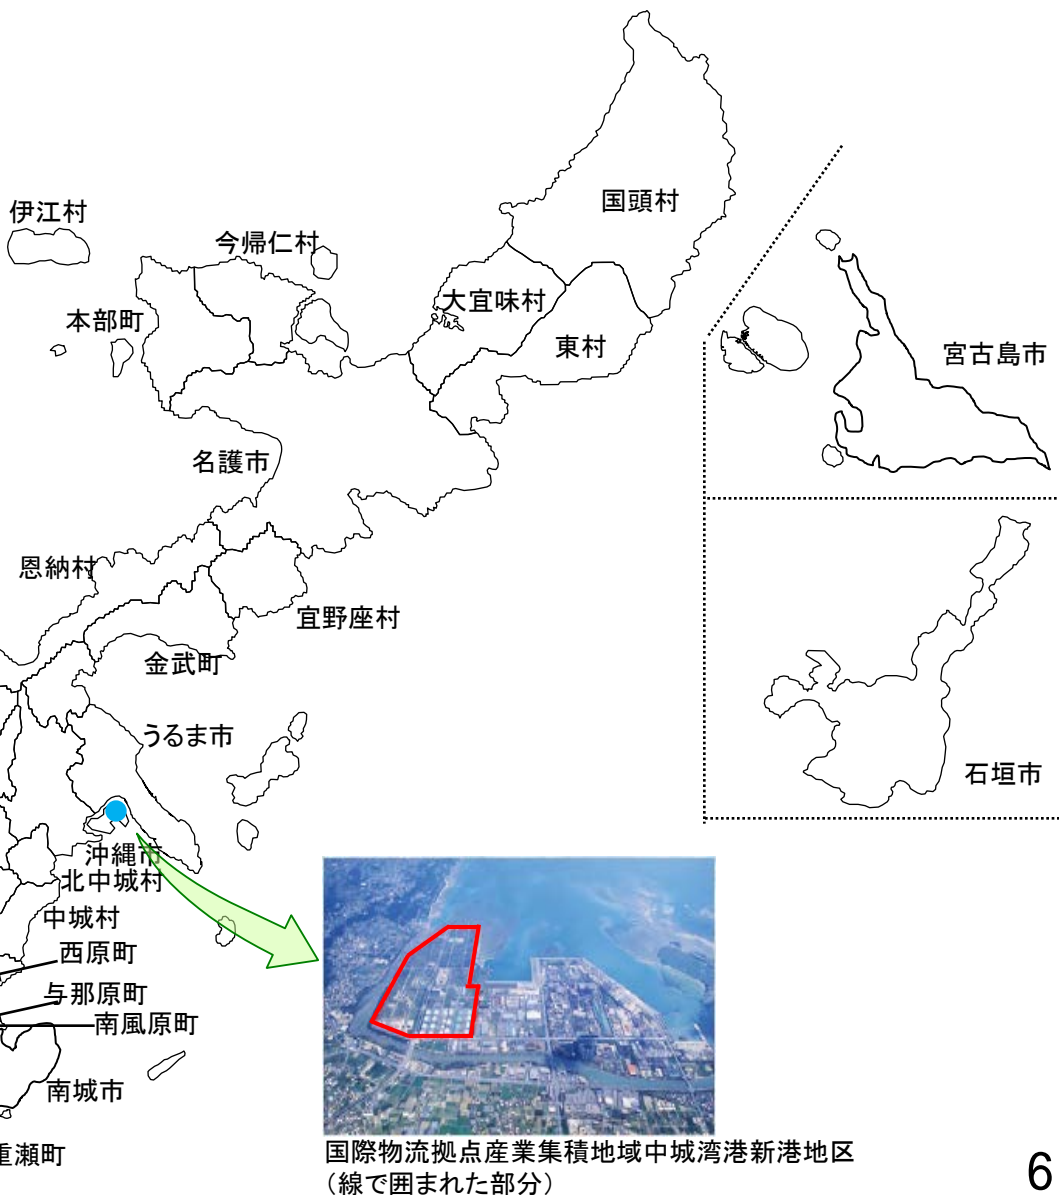 国頭村
伊江村
今帰仁村
大宜味村
本部町
東村
宮古島市
名護市
恩納村
宜野座村
金武町
うるま市
石垣市
沖縄市
北中城村
中城村
西原町
与那原町
南風原町
南城市
重瀬町
国際物流拠点産業集積地域中城湾港新港地区
（線で囲まれた部分）
6